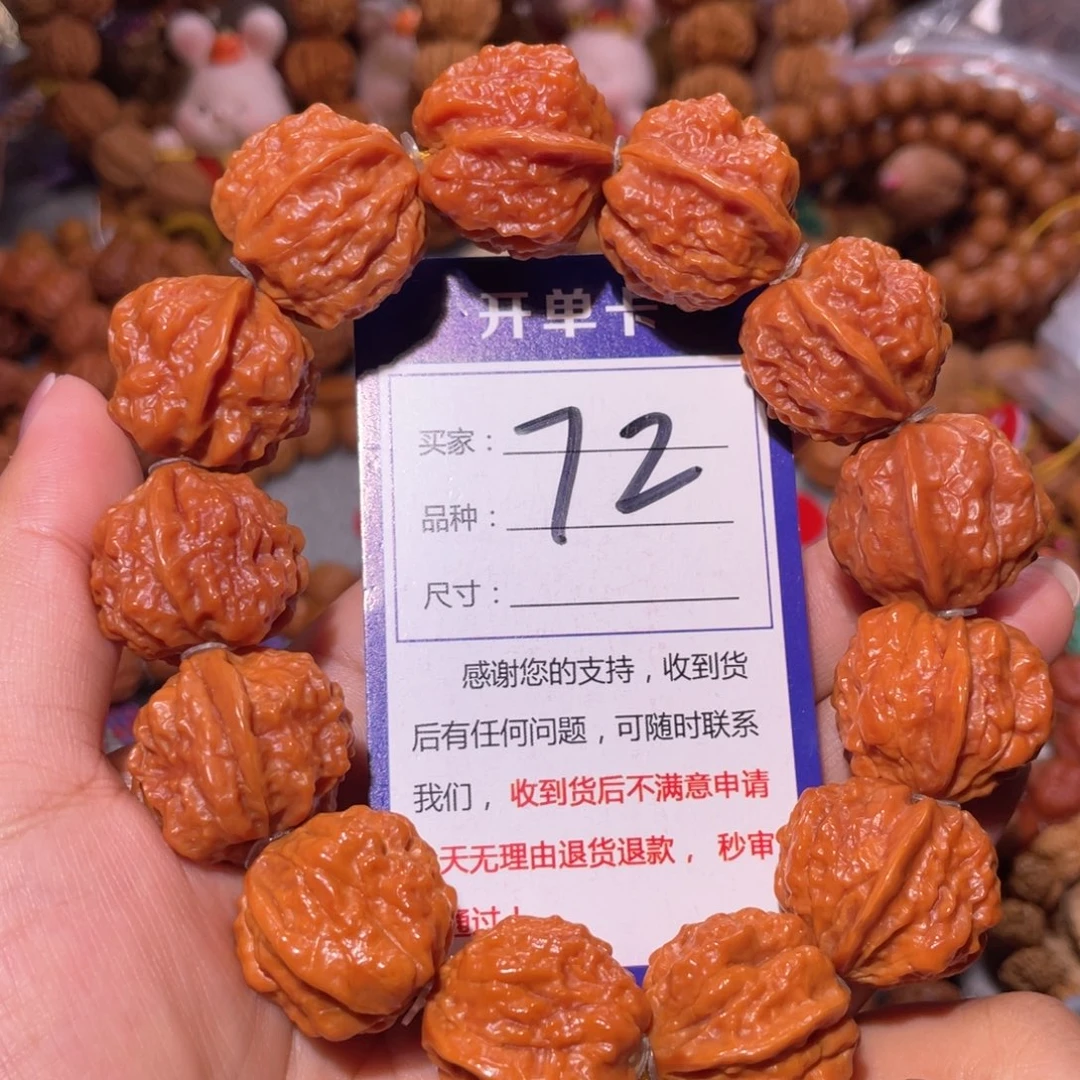 开单卡
买家：72
品种：
尺寸：
感谢您的支持，收到货
后有任何问题，可随时联系
我们，收到货后不满意申请
天无理由退货退款，秒审
通过！